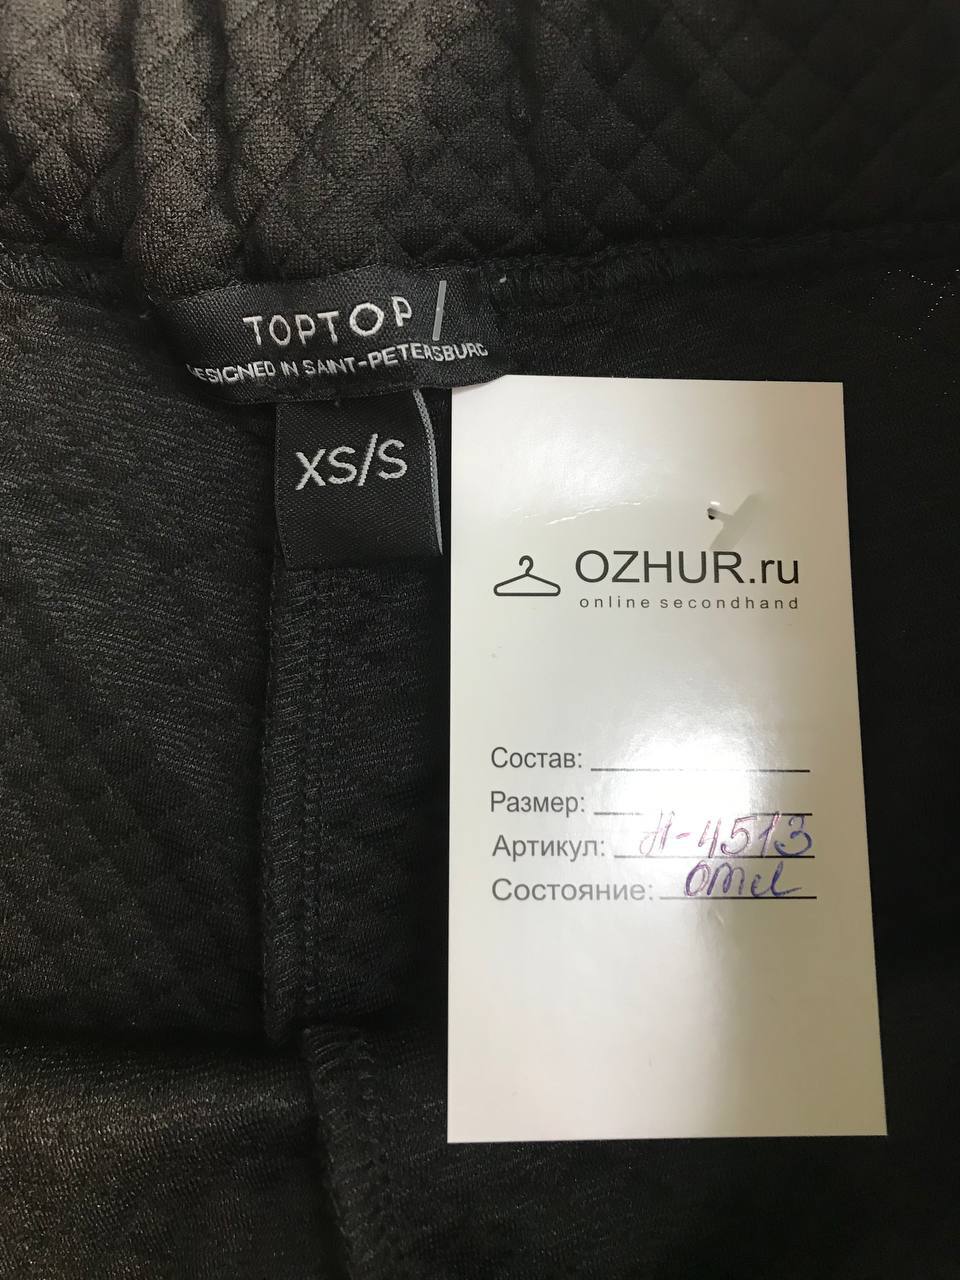 TOPTOP/
DESIGNED IN SAINT-PETERSBURG
XS/S
OZHUR.ru
online secondhand
Состав:
Размер:
Артикул: Н-4513
Состояние: отл